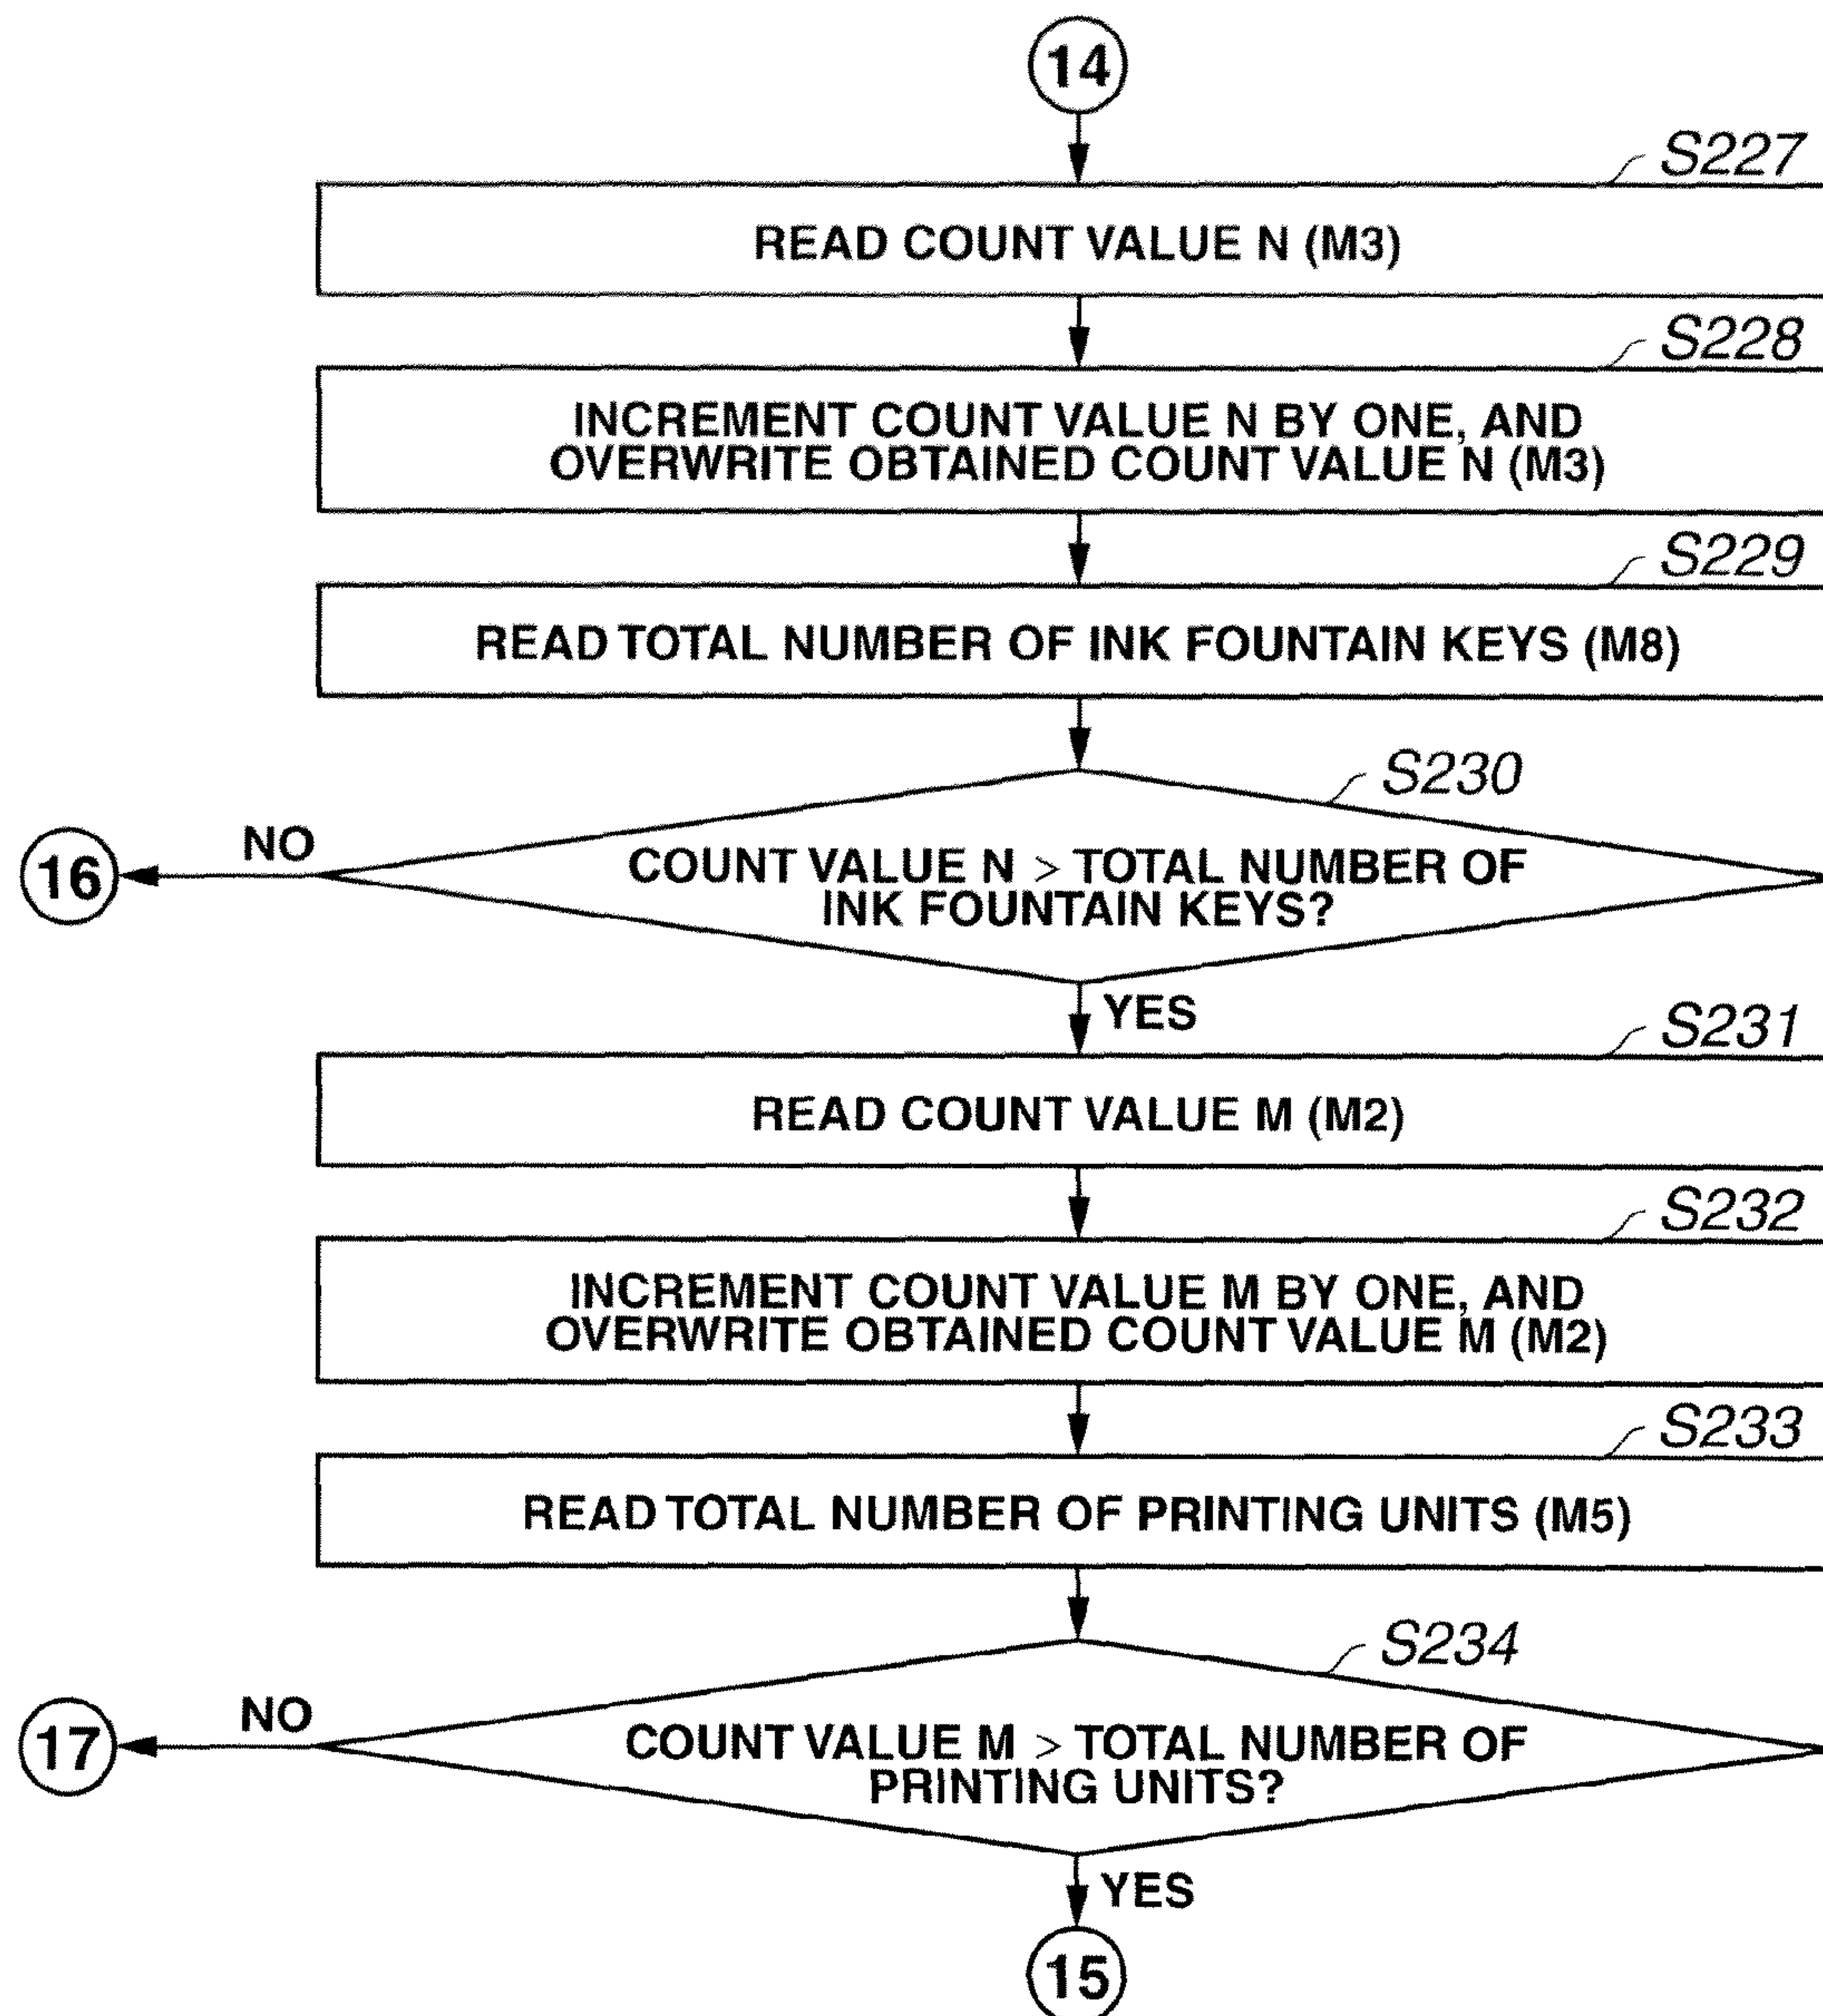 14
S227
READ COUNT VALUE N (M3)
S228
INCREMENT COUNT VALUE N BY ONE, AND
OVERWRITE OBTAINED COUNT VALUE N (M3)
S229
READ TOTAL NUMBER OF INK FOUNTAIN KEYS (M8)
S230
NO
16
COUNT VALUE N > TOTAL NUMBER OF
INK FOUNTAIN KEYS?
YES
S231
READ COUNT VALUE M (M2)
S232
INCREMENT COUNT VALUE M BY ONE, AND
OVERWRITE OBTAINED COUNT VALUE M (M2)
S233
READ TOTAL NUMBER OF PRINTING UNITS (M5)
S234
NO
17
COUNT VALUE M > TOTAL NUMBER OF
PRINTING UNITS?
YES
15